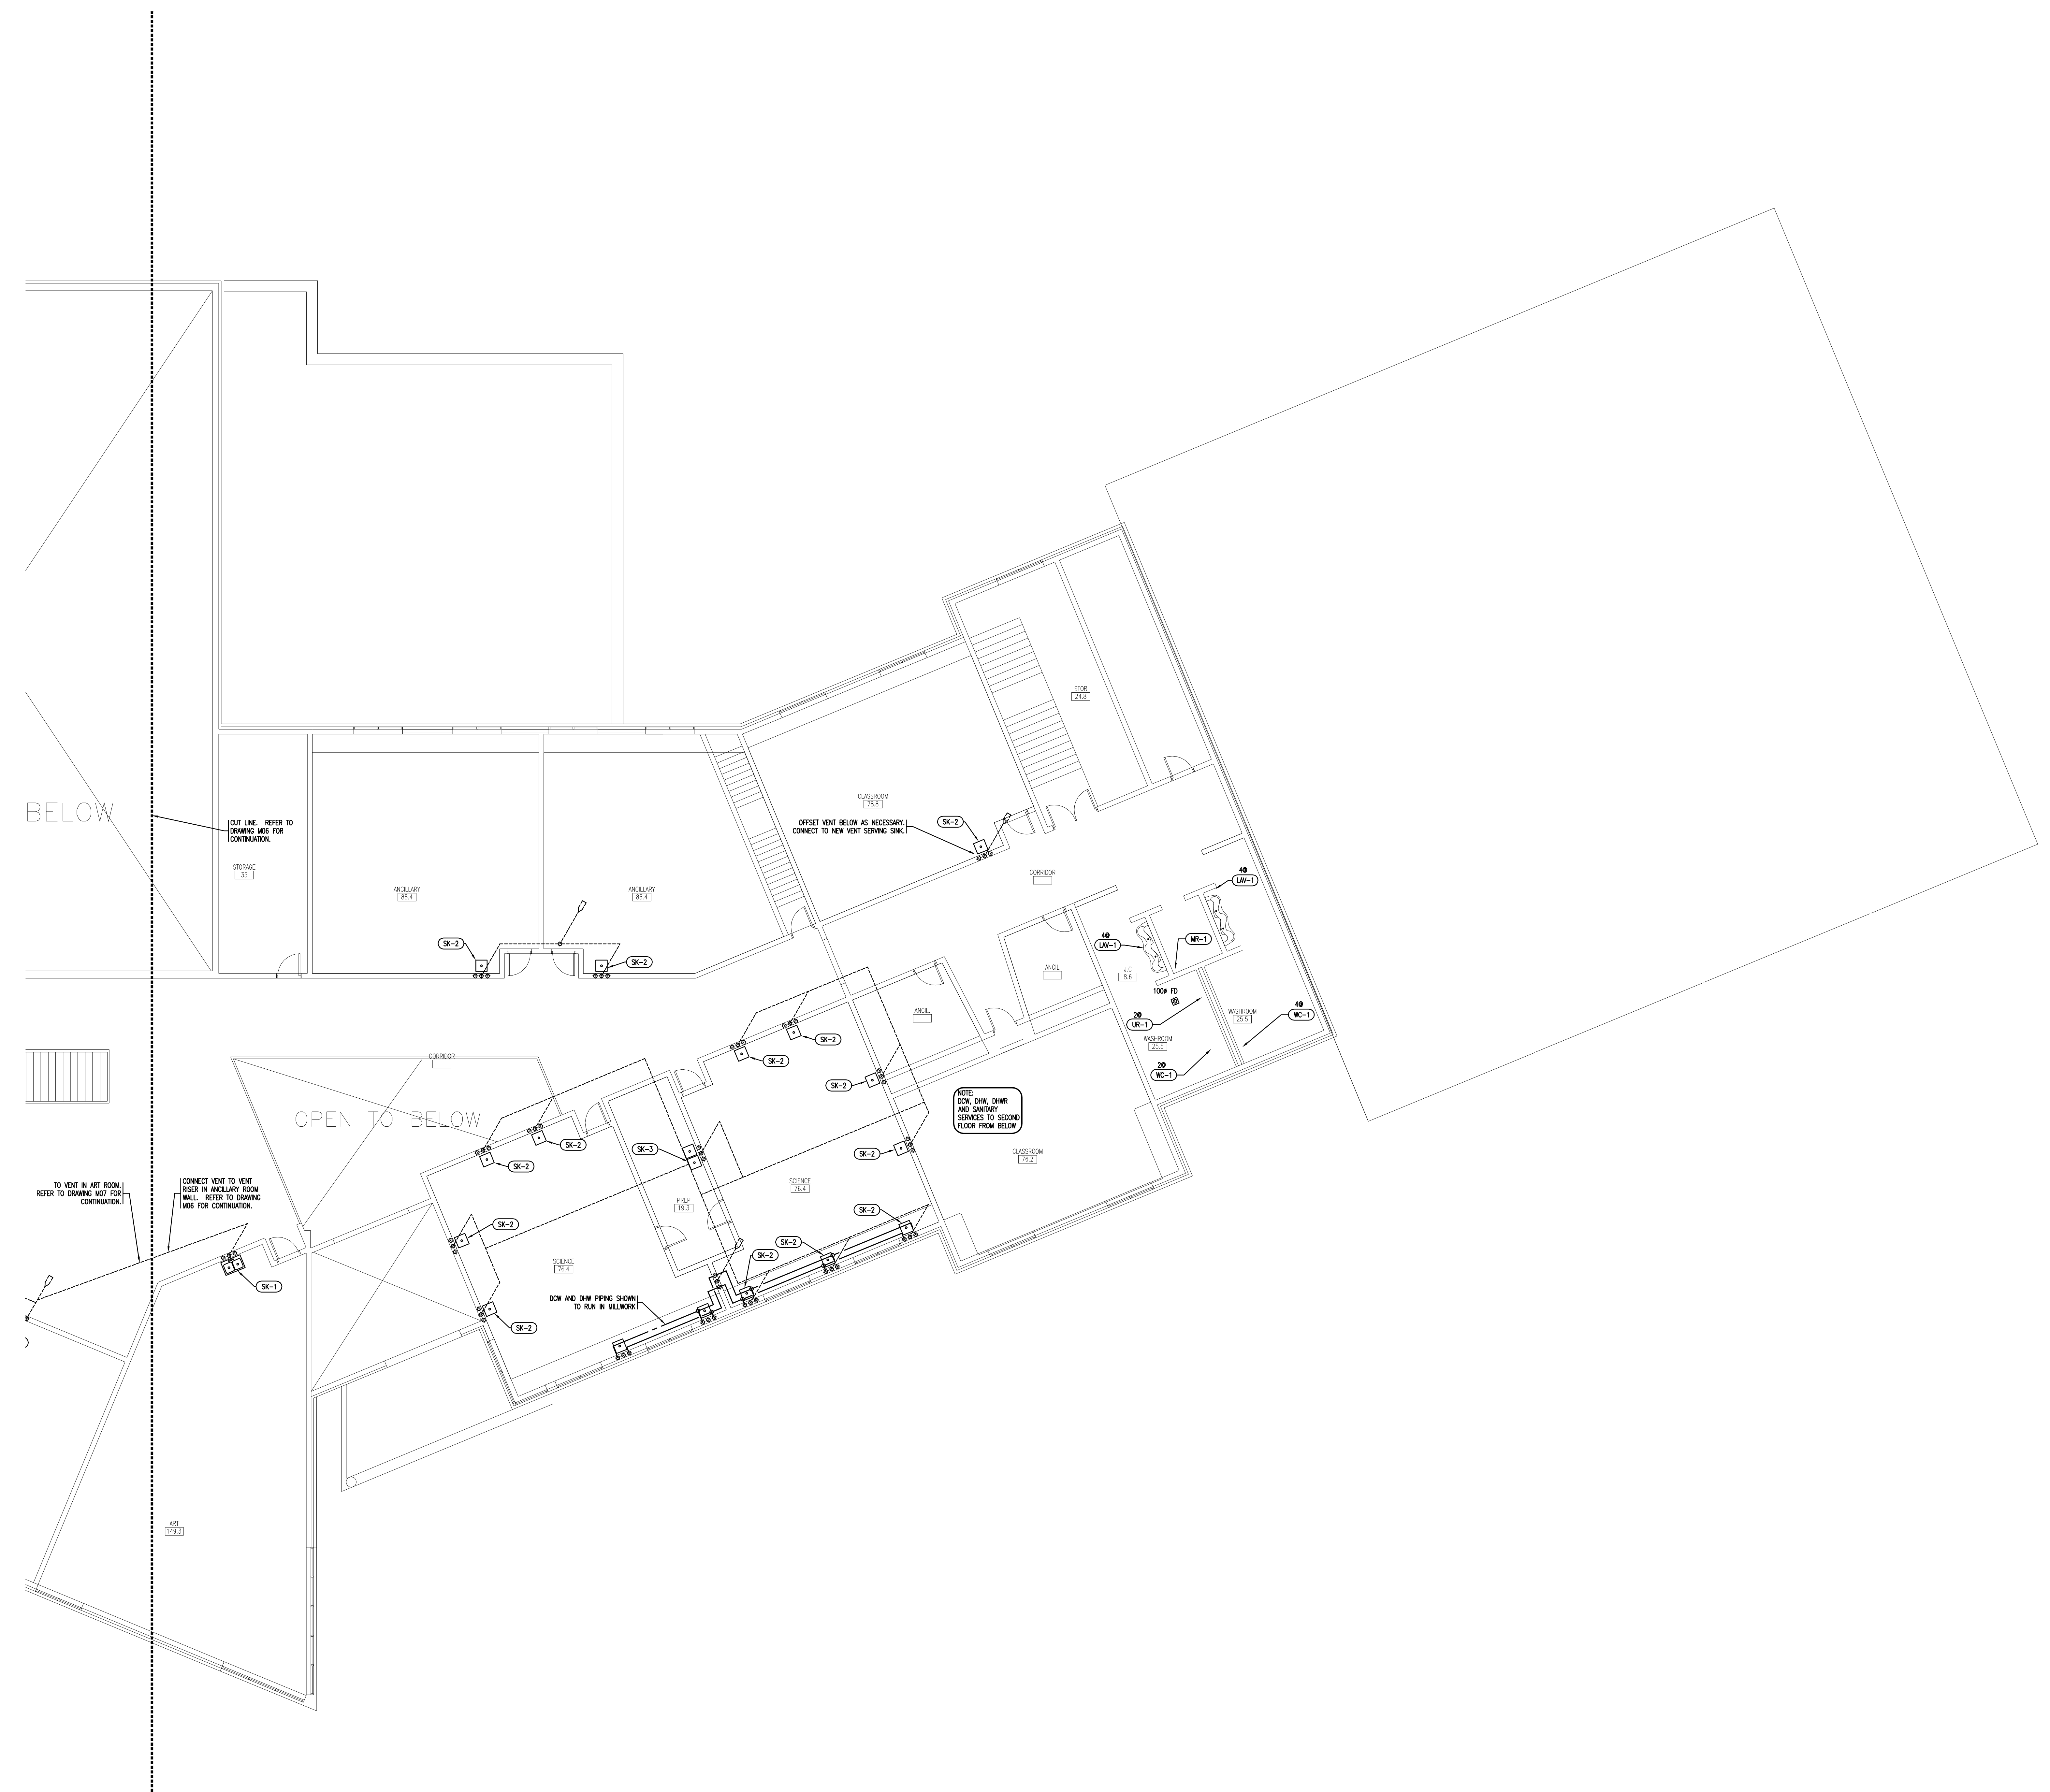 STOR
24.8
BELOW
CUT LINE.  REFER TO
DRAWING M06 FOR
CONTINUATION.
CLASSROOM
78.8
OFFSET VENT BELOW AS NECESSARY.
CONNECT TO NEW VENT SERVING SINK.
SK-2
STORAGE
35
ANCILLARY
85.4
ANCILLARY
85.4
CORRIDOR
4@
LAV-1
SK-2
SK-2
4@
LAV-1
MR-1
ANCIL
J.C.
8.6
100ø FD
ANCIL.
2@
UR-1
WASHROOM
25.5
4@
WC-1
WASHROOM
25.5
2@
WC-1
SK-2
SK-2
SK-2
CORRIDOR
OPEN TO BELOW
NOTE:
DCW, DHW, DHWR
AND SANITARY
SERVICES TO SECOND
FLOOR FROM BELOW
SK-2
SK-2
SK-3
SK-2
CLASSROOM
76.2
TO VENT IN ART ROOM.
REFER TO DRAWING M07 FOR
CONTINUATION.
CONNECT VENT TO VENT
RISER IN ANCILLARY ROOM
WALL.  REFER TO DRAWING
M06 FOR CONTINUATION.
PREP
19.3
SCIENCE
76.4
SK-2
SK-2
SK-2
SK-2
SCIENCE
76.4
SK-1
DCW AND DHW PIPING SHOWN
TO RUN IN MILLWORK
SK-2
ART
149.3